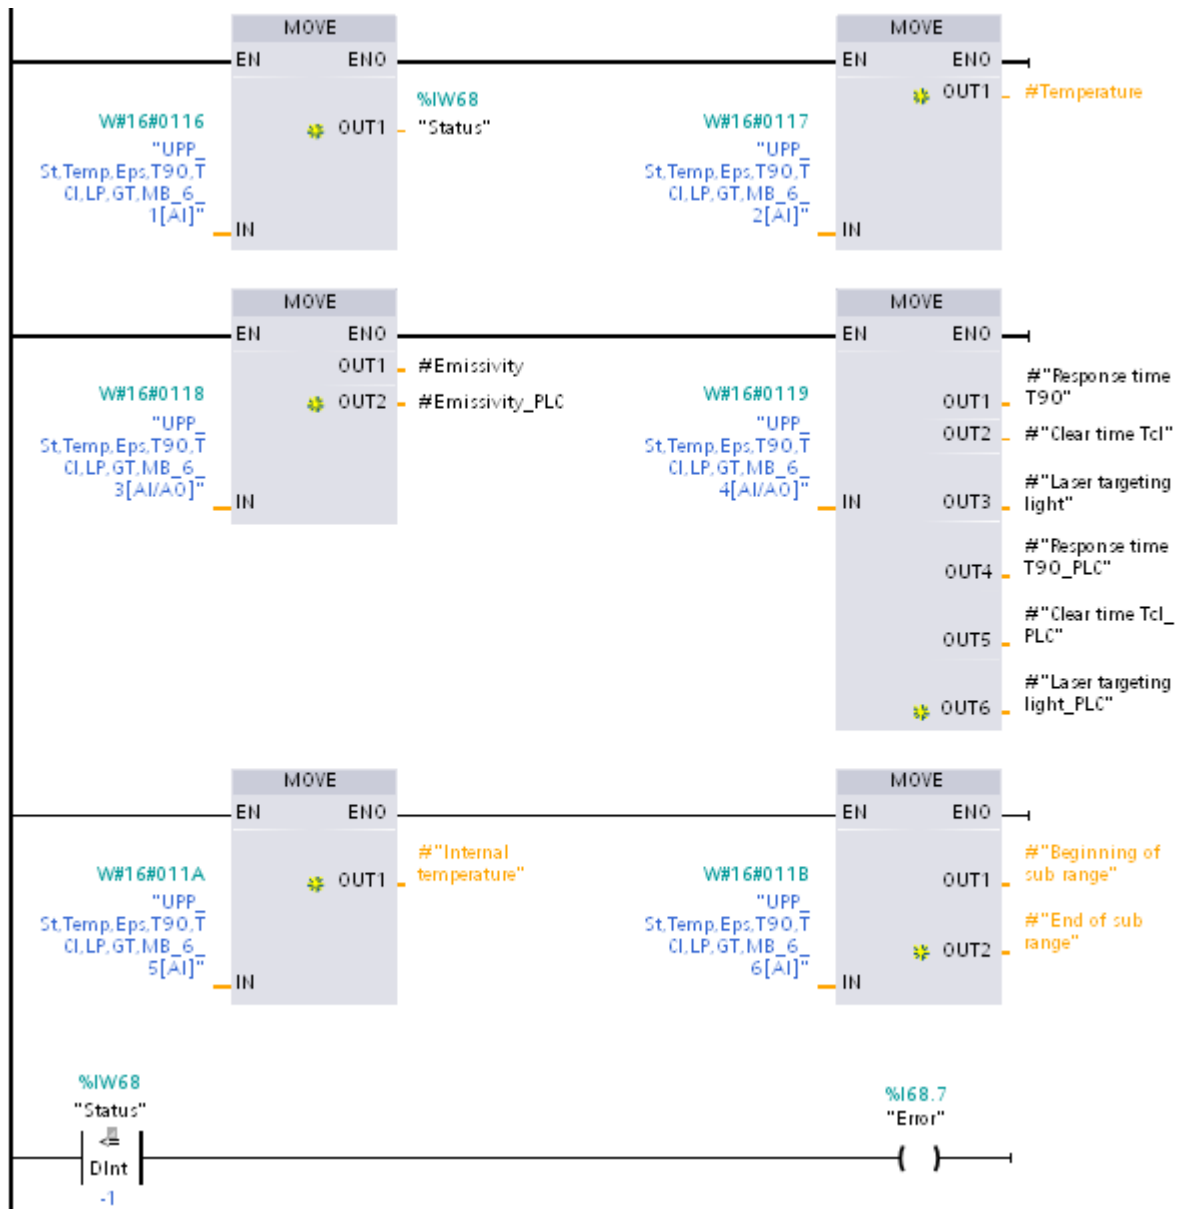 MOVE
EN ENO
W#16#0116
"UPP_
St,Temp,Eps,T90,T
Cl,LP,GT,MB_6_
1[AI]"
IN
OUT1
%IW68
"Status"
MOVE
EN ENO
W#16#0117
"UPP_
St,Temp,Eps,T90,T
Cl,LP,GT,MB_6_
2[AI]"
IN
OUT1
#Temperature
MOVE
EN ENO
W#16#0118
"UPP_
St,Temp,Eps,T90,T
Cl,LP,GT,MB_6_
3[AI/AO]"
IN
OUT1 #Emissivity
OUT2 #Emissivity_PLC
MOVE
EN ENO
W#16#0119
"UPP_
St,Temp,Eps,T90,T
Cl,LP,GT,MB_6_
4[AI/AO]"
IN
OUT1
#"Response time
T90"
OUT2 #"Clear time Tcl"
OUT3
#"Laser targeting
light"
OUT4
#"Response time
T90_PLC"
OUT5
#"Clear time Tcl_
PLC"
OUT6
#"Laser targeting
light_PLC"
MOVE
EN ENO
W#16#011A
"UPP_
St,Temp,Eps,T90,T
Cl,LP,GT,MB_6_
5[AI]"
IN
OUT1
#"Internal
temperature"
MOVE
EN ENO
W#16#011B
"UPP_
St,Temp,Eps,T90,T
Cl,LP,GT,MB_6_
6[AI]"
IN
OUT1
#"Beginning of
sub range"
OUT2
#"End of sub
range"
%IW68
"Status"
<=
DInt
-1
%I68.7
"Error"
( )